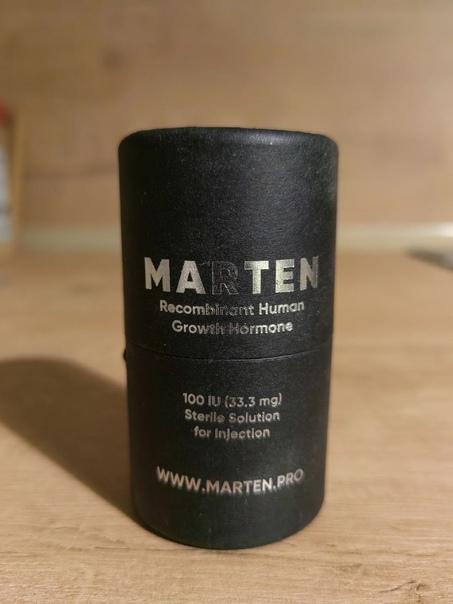 MARTEN
Recombinant Human
Growth Hormone
100 IU (33.3 mg)
Sterile Solution
for Injection
WWW.MARTEN.PRO